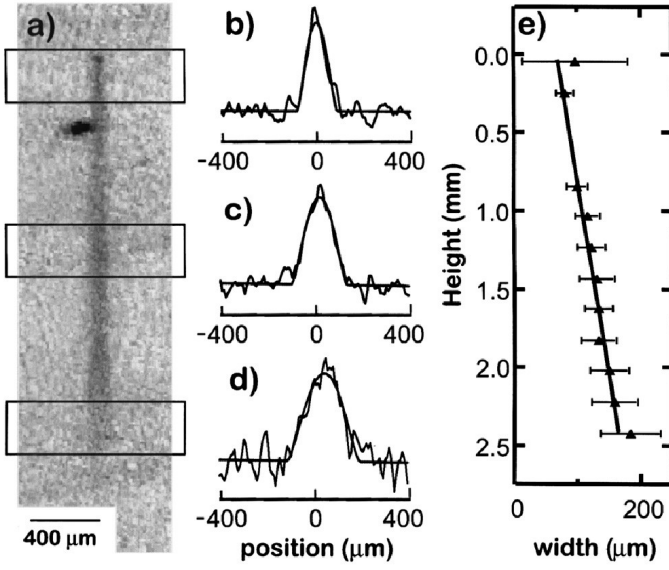 a)
400 µm
b)
-400 0 400
c)
-400 0 400
d)
-400 0 400
position (µm)
e)
0.0
0.5
1.0
1.5
2.0
2.5
Height (mm)
0 200
width (µm)